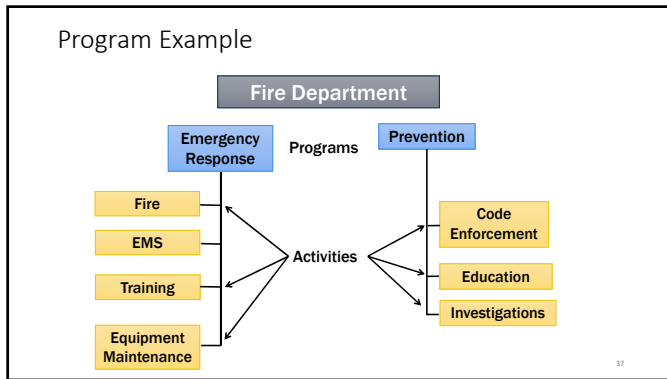 Program Example
Fire Department
Emergency
Response
Programs
Prevention
Fire
EMS
Training
Equipment
Maintenance
Activities
Code
Enforcement
Education
Investigations
37